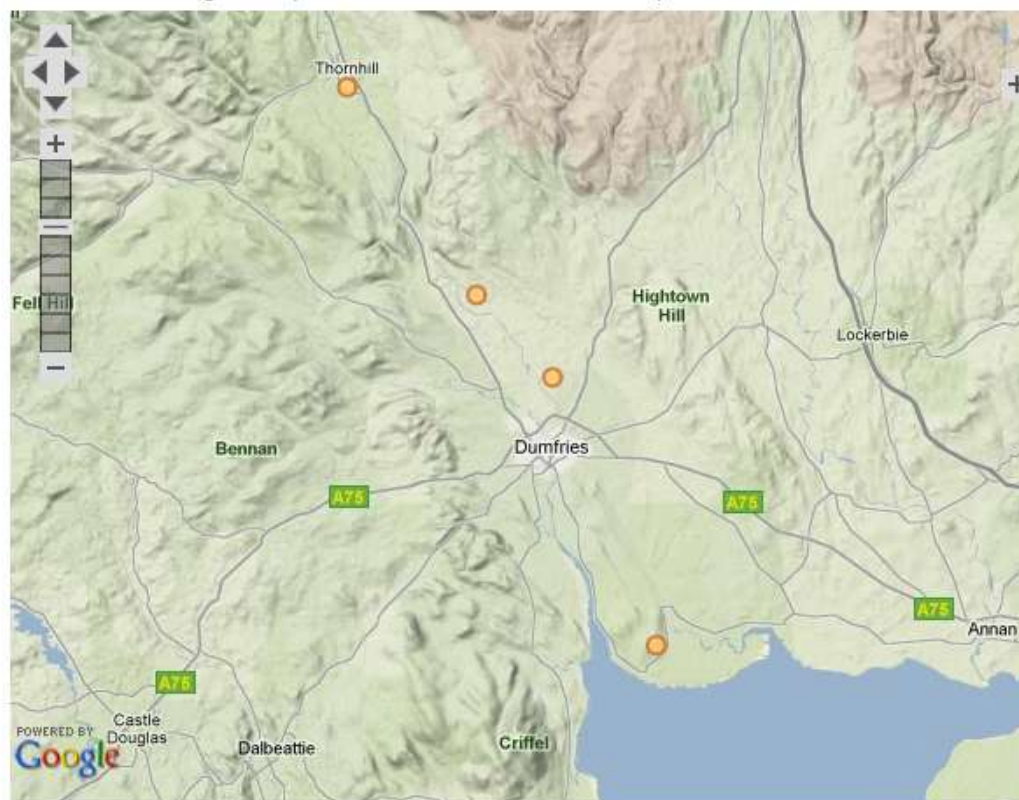 Thornhill
Fell Hill
Hightown
Hill
Lockerbie
Bennan
Dumfries
A75
A75
A75
Annan
A75
Castle
Douglas
Dalbeattie
Criffel
POWERED BY
Google